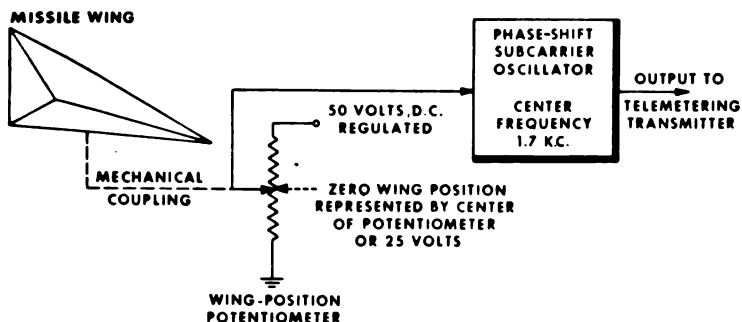 MISSILE WING
PHASE-SHIFT
SUBCARRIER
OSCILLATOR
CENTER
FREQUENCY
1.7 K.C.
OUTPUT TO
TELEMETERING
TRANSMITTER
50 VOLTS, D.C.
REGULATED
MECHANICAL
COUPLING
ZERO WING POSITION
REPRESENTED BY CENTER
OF POTENTIOMETER
OR 25 VOLTS
WING-POSITION
POTENTIOMETER